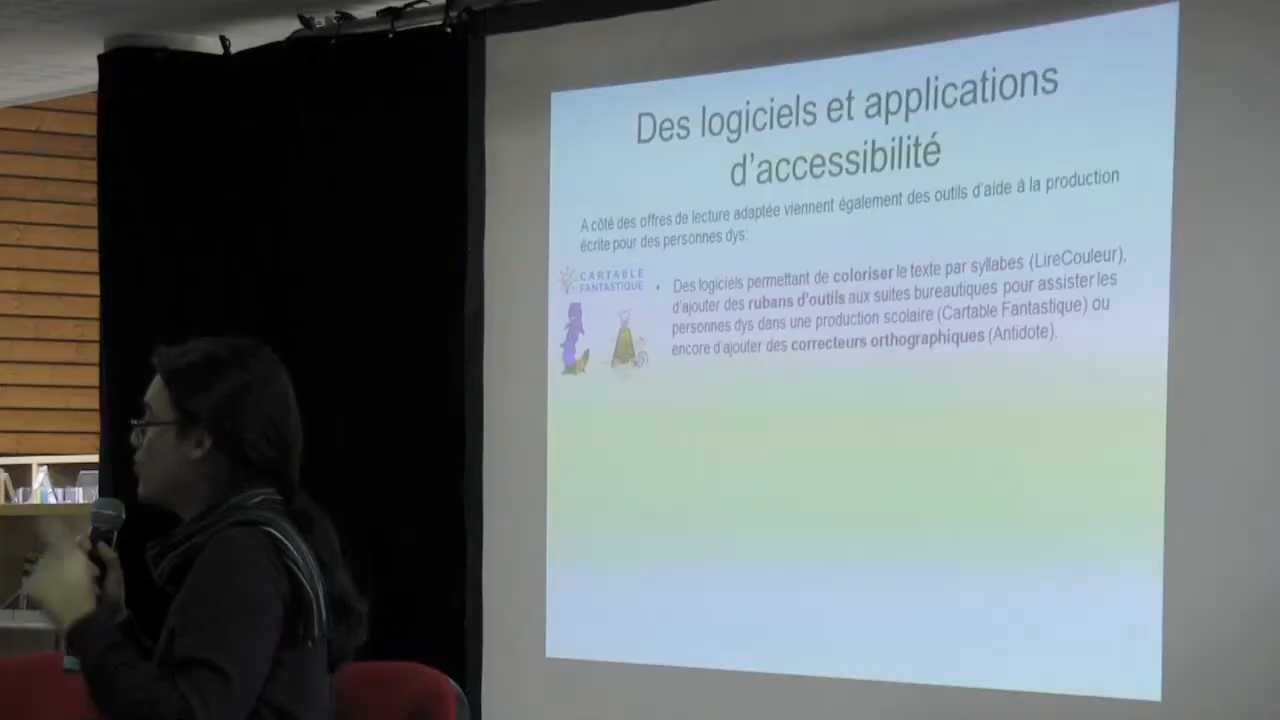 Des logiciels et applications
d'accessibilité
A côté des offres de lecture adaptée viennent également des outils d'aide à la production
écrite pour des personnes dys:
CARTABLE
FANTASTIQUE
• Des logiciels permettant de coloriser le texte par syllabes (LireCouleur),
d'ajouter des rubans d'outils aux suites bureautiques pour assister les
personnes dys dans une production scolaire (Cartable Fantastique) ou
encore d'ajouter des correcteurs orthographiques (Antidote).